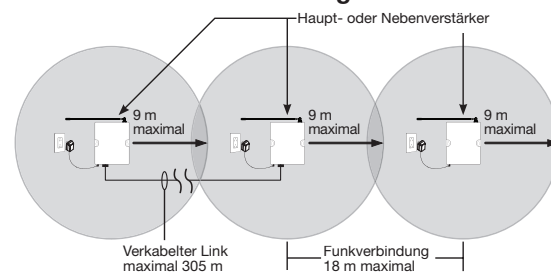 Haupt- oder Nebenverstärker
9 m
maximal
9 m
maximal
9 m
maximal
Verkabelter Link
maximal 305 m
Funkverbindung
18 m maximal